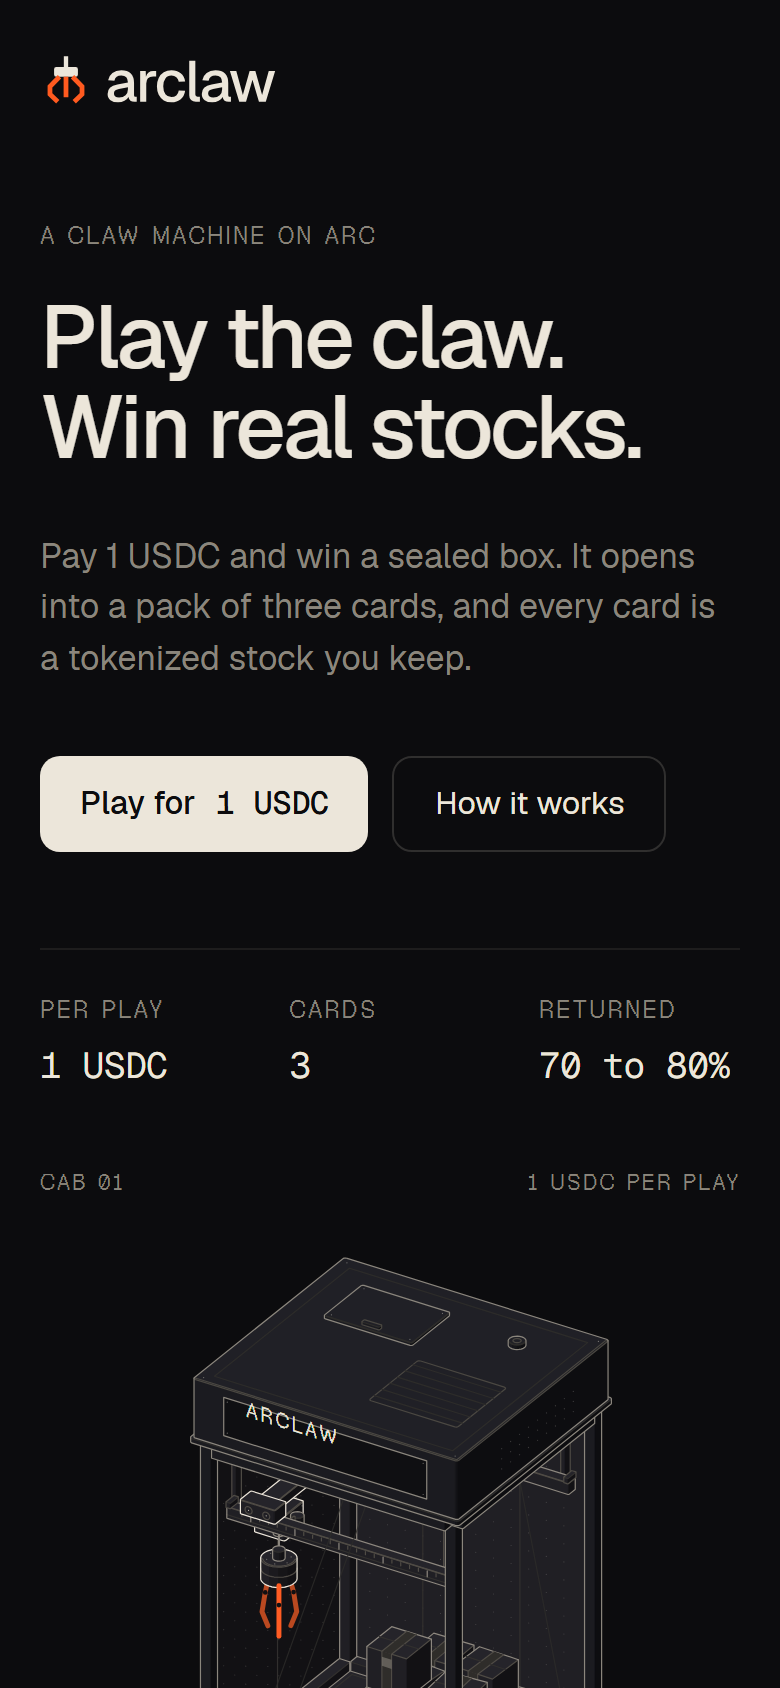 arclaw
A CLAW MACHINE ON ARC
Play the claw.
Win real stocks.
Pay 1 USDC and win a sealed box. It opens
into a pack of three cards, and every card is
a tokenized stock you keep.
Play for 1 USDC
How it works
PER PLAY
1 USDC
CARDS
3
RETURNED
70 to 80%
CAB 01
1 USDC PER PLAY
ARCLAW